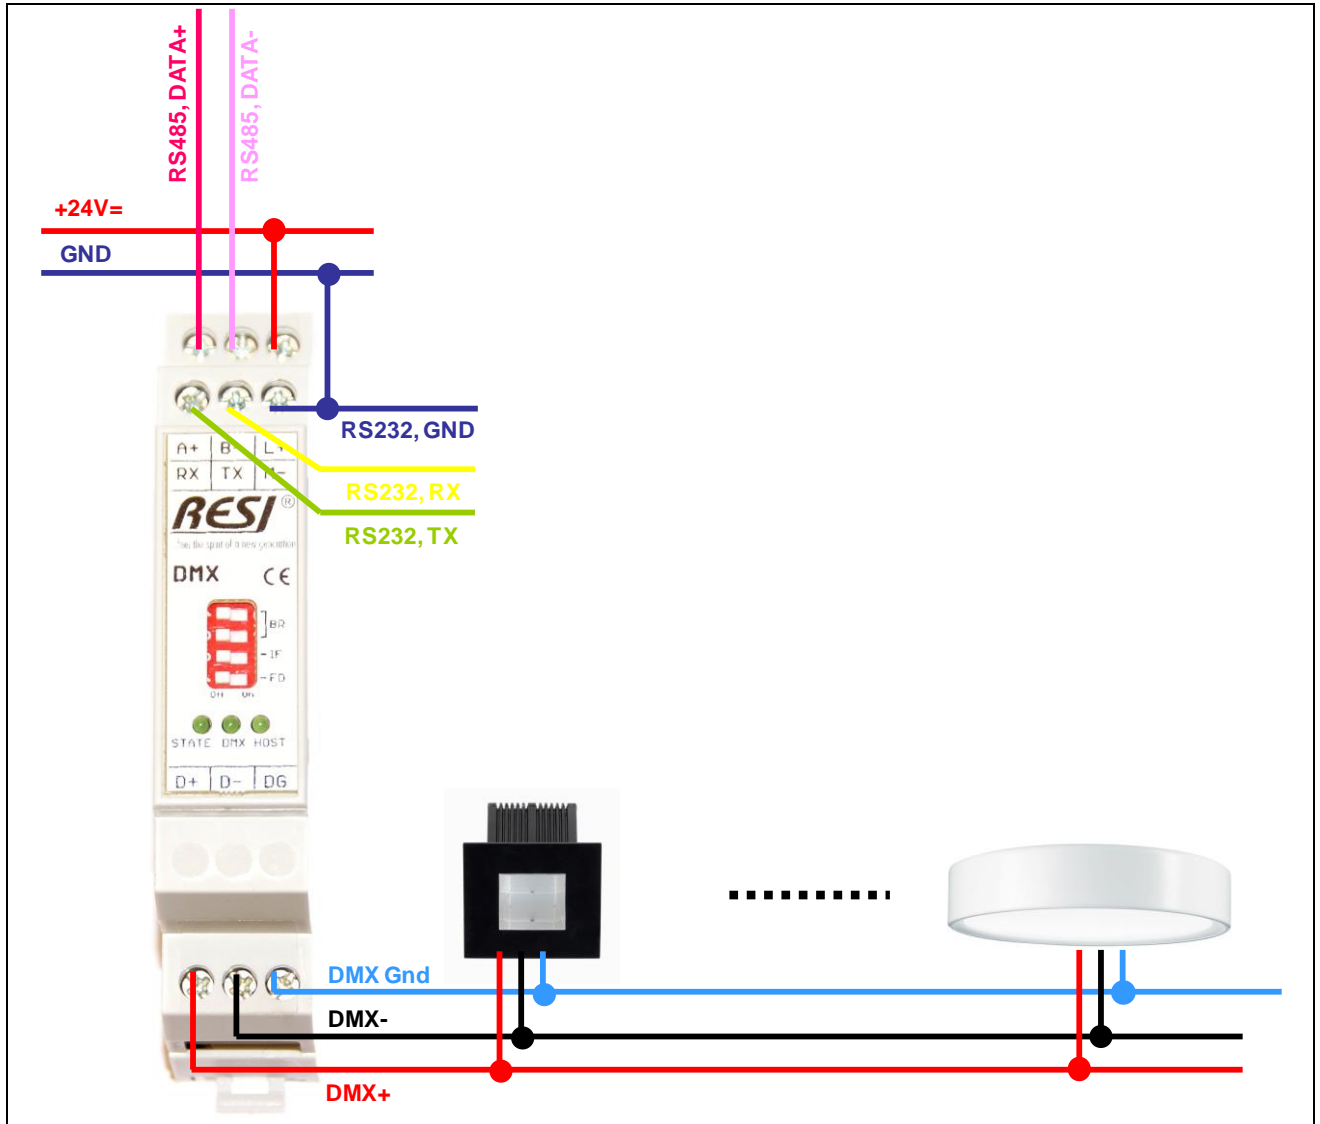 RS485, DATA+
RS485, DATA-
+24V=
GND
RS232, GND
RS232, RX
RS232, TX
A+ B- L+
RX TX M-
RESI ®
DMX CE
BR
IF
FD
STATE DMX HOST
D+ D- DG
DMX Gnd
DMX-
DMX+